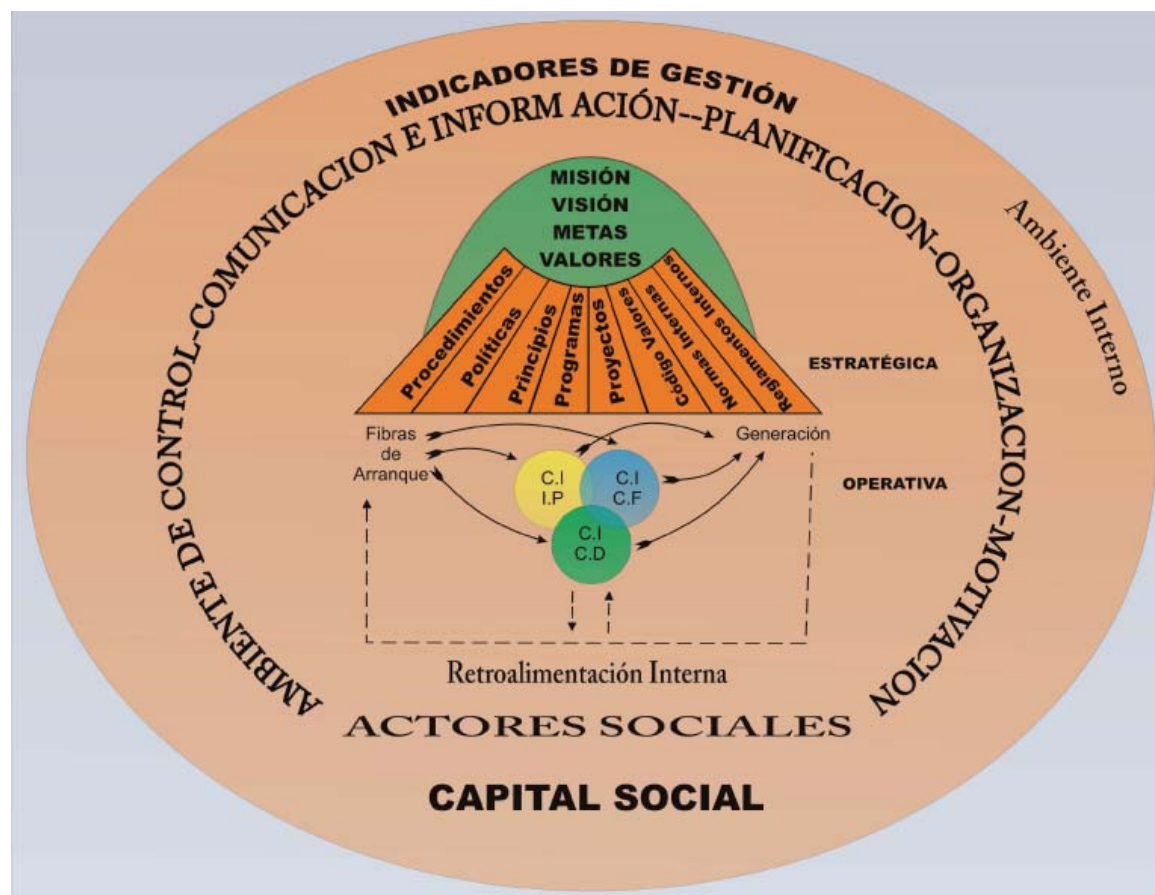 INDICADORES DE GESTIÓN
AMBIENTE DE CONTROL-COMUNICACION E INFORM ACIÓN--PLANIFICACION-ORGANIZACION-MOTIVACION
Ambiente Interno
MISIÓN
VISIÓN
METAS
VALORES
Procedimientos
Políticas
Principios
Programas
Proyectos
Código Valores
Normas Internas
Reglamentos Internos
ESTRATÉGICA
Fibras
de
Arranque
Generación
C.I
I.P
C.I
C.F
C.I
C.D
OPERATIVA
Retroalimentación Interna
ACTORES SOCIALES
CAPITAL SOCIAL